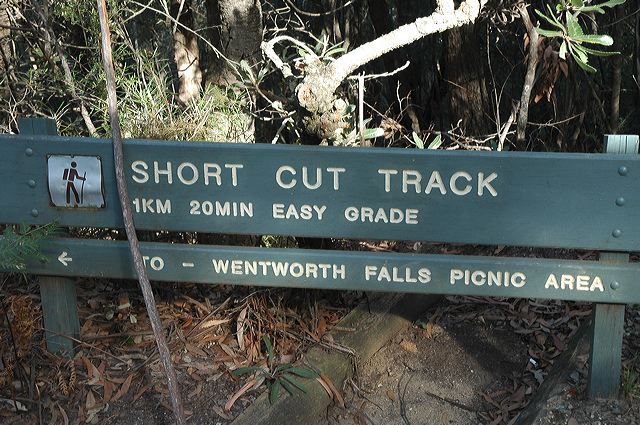 SHORT CUT TRACK
1KM 20MIN EASY GRADE
← TO - WENTWORTH FALLS PICNIC AREA